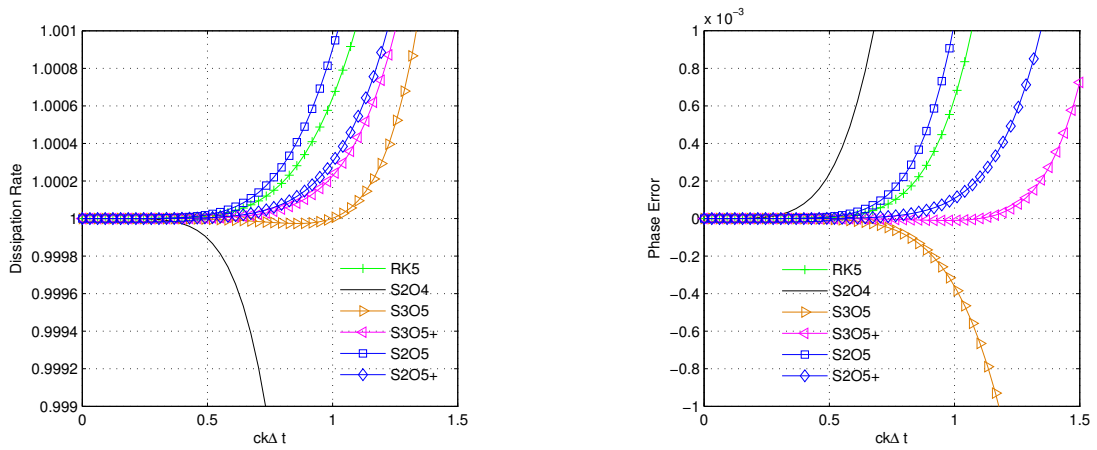 1.001
1.0008
1.0006
1.0004
1.0002
1
0.9998
0.9996
0.9994
0.9992
0.999
Dissipation Rate
0
0.5
1
1.5
ck∆ t
RK5
S2O4
S3O5
S3O5+
S2O5
S2O5+
x 10⁻³
1
0.8
0.6
0.4
0.2
0
−0.2
−0.4
−0.6
−0.8
−1
Phase Error
0
0.5
1
1.5
ck∆ t
RK5
S2O4
S3O5
S3O5+
S2O5
S2O5+